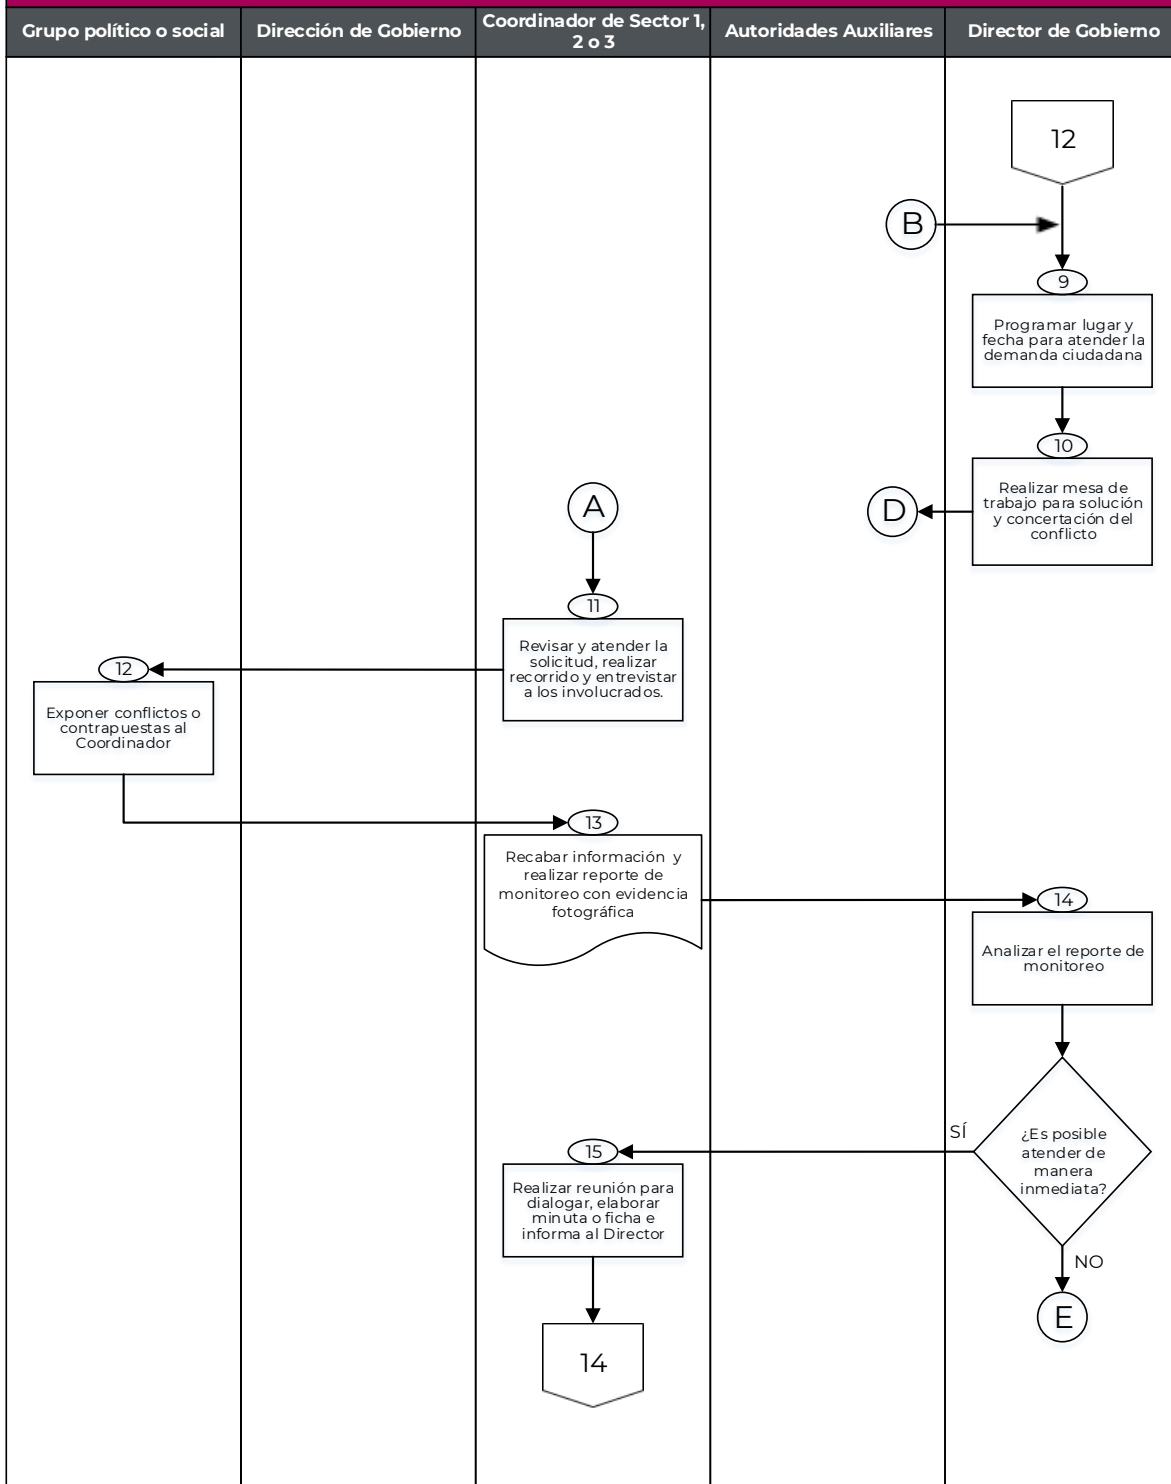 Grupo político o social
Dirección de Gobierno
Coordinador de Sector 1,
2 o 3
Autoridades Auxiliares
Director de Gobierno
12
B
9
Programar lugar y
fecha para atender la
demanda ciudadana
10
Realizar mesa de
trabajo para solución
y concertación del
conflicto
D
A
11
Revisar y atender la
solicitud, realizar
recorrido y entrevistar
a los involucrados.
12
Exponer conflictos o
contrapuestas al
Coordinador
13
Recabar información y
realizar reporte de
monitoreo con evidencia
fotográfica
14
Analizar el reporte de
monitoreo
¿Es posible
atender de
manera
inmediata?
SÍ
15
Realizar reunión para
dialogar, elaborar
minuta o ficha e
informa al Director
NO
E
14